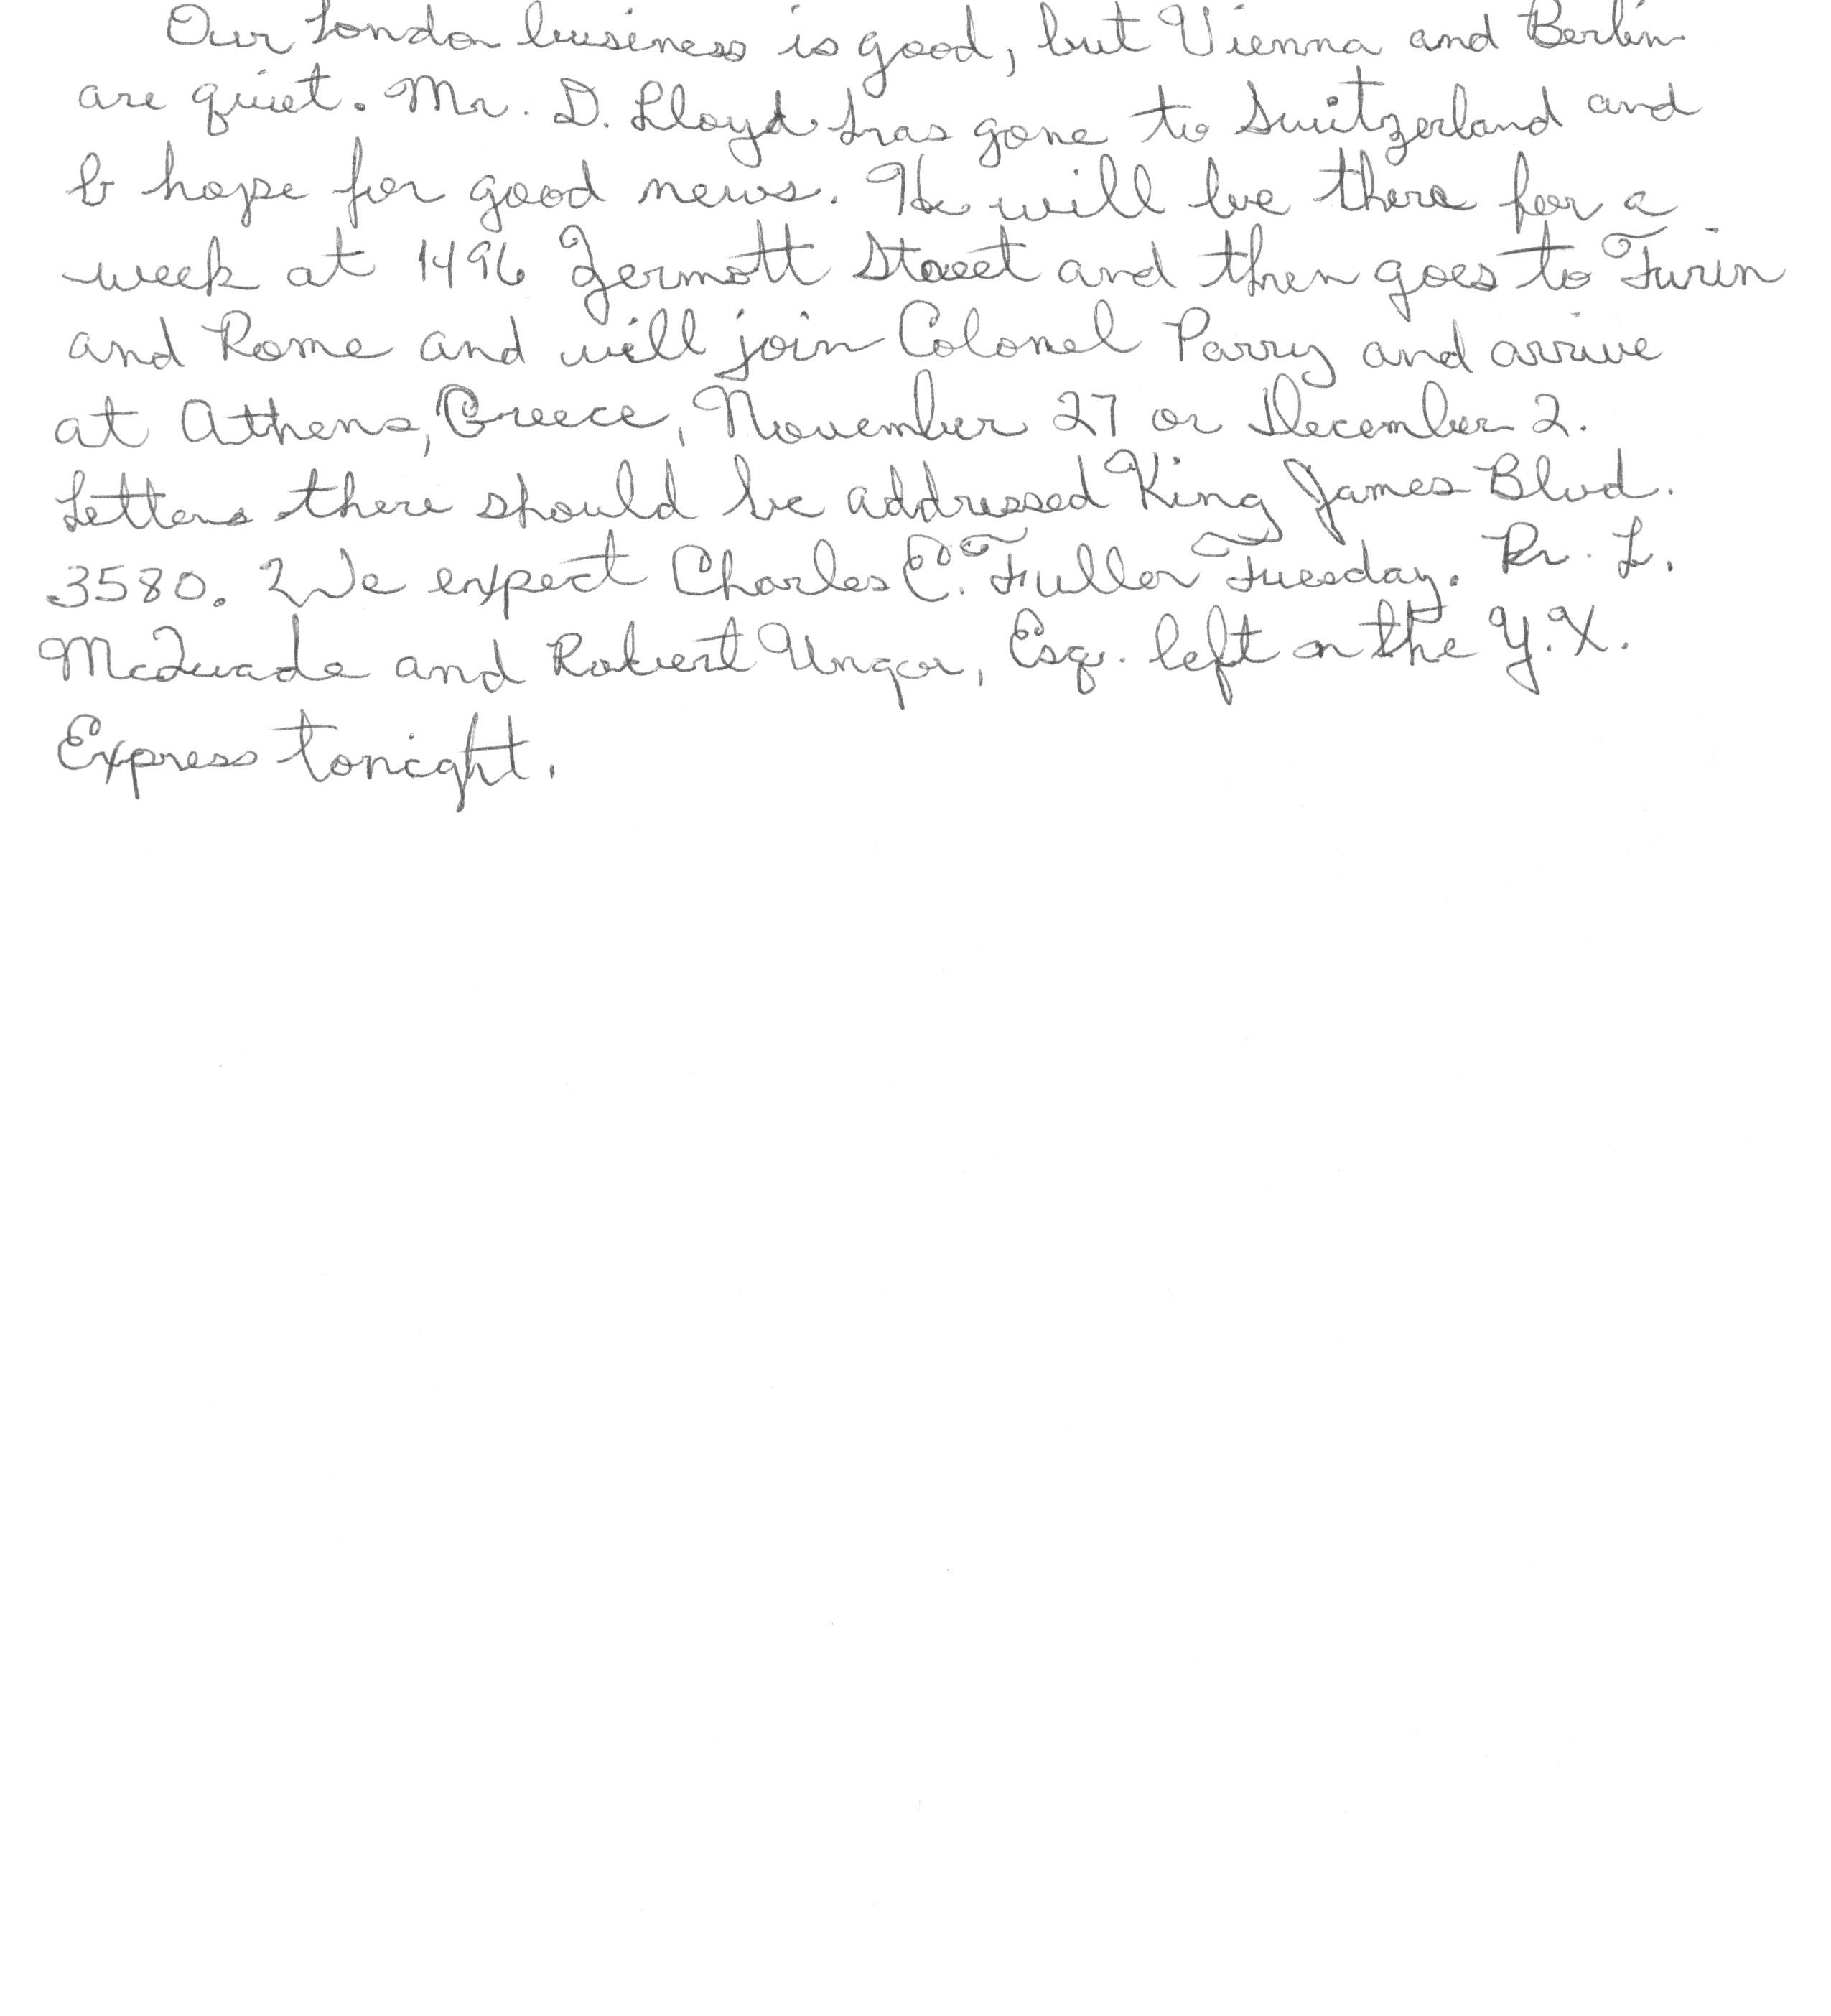 Our London business is good, but Vienna and Berlin
are quiet. Mr. D. Lloyd has gone to Switzerland and
I hope for good news. He will be there for a
week at 1496 Zermott Street and then goes to Turin
and Rome and will join Colonel Parry and arrive
at Athens, Greece, November 27 or December 2.
Letters there should be addressed King James Blvd.
3580. We expect Charles E. Fuller Tuesday. Dr. L.
McQuade and Robert Unger, Esq. left on the Y.X.
Express tonight.